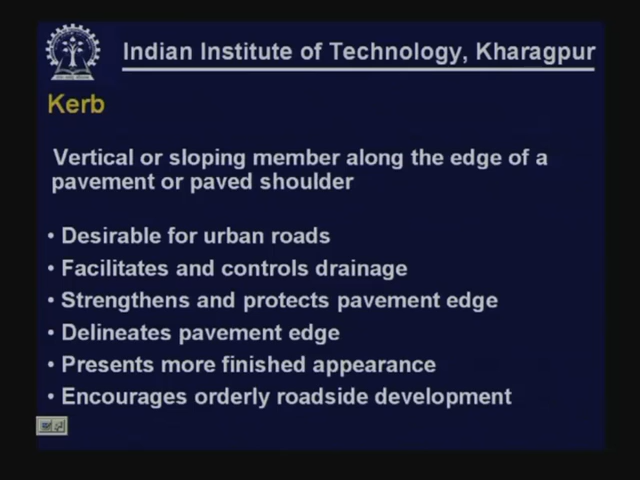 Indian Institute of Technology, Kharagpur
Kerb
Vertical or sloping member along the edge of a
pavement or paved shoulder
• Desirable for urban roads
• Facilitates and controls drainage
• Strengthens and protects pavement edge
• Delineates pavement edge
• Presents more finished appearance
• Encourages orderly roadside development